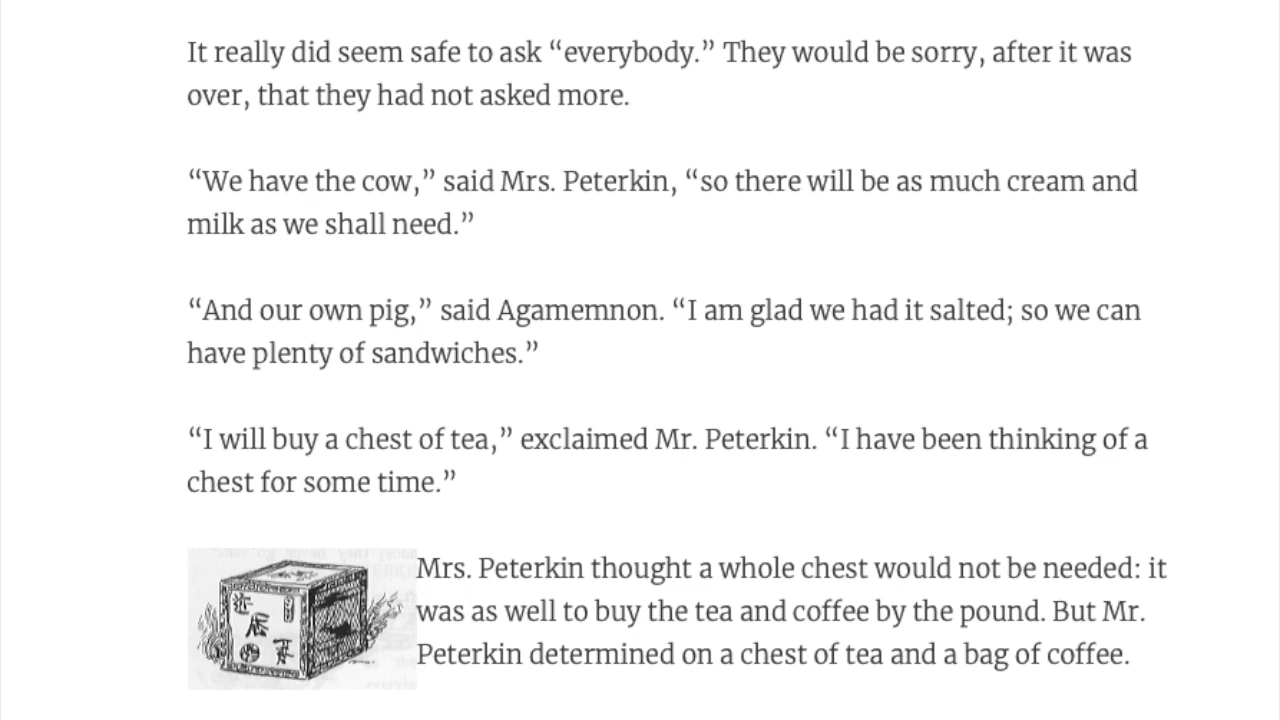 It really did seem safe to ask “everybody.” They would be sorry, after it was
over, that they had not asked more.
“We have the cow,” said Mrs. Peterkin, “so there will be as much cream and
milk as we shall need.”
“And our own pig,” said Agamemnon. “I am glad we had it salted; so we can
have plenty of sandwiches.”
“I will buy a chest of tea,” exclaimed Mr. Peterkin. “I have been thinking of a
chest for some time.”
Mrs. Peterkin thought a whole chest would not be needed: it
was as well to buy the tea and coffee by the pound. But Mr.
Peterkin determined on a chest of tea and a bag of coffee.